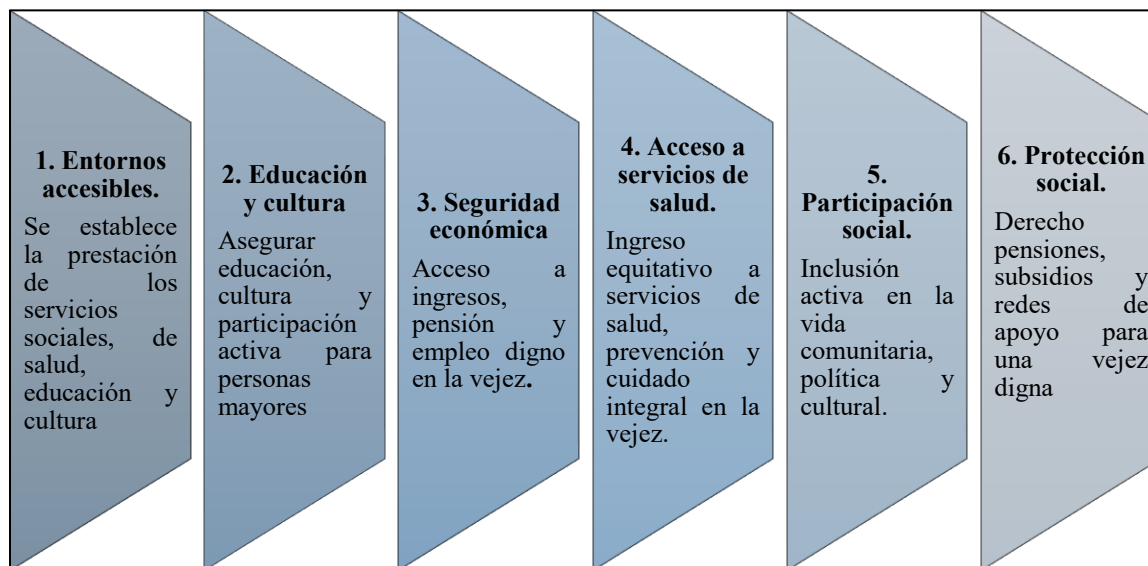 1. Entornos
accesibles.
Se establece
la prestación
de los
servicios
sociales, de
salud,
educación y
cultura
2. Educación
y cultura
Asegurar
educación,
cultura y
participación
activa para
personas
mayores
3. Seguridad
económica
Acceso a
ingresos,
pensión y
empleo digno
en la vejez.
4. Acceso a
servicios de
salud.
Ingreso
equitativo a
servicios de
salud,
prevención y
cuidado
integral en la
vejez.
5.
Participación
social.
Inclusión
activa en la
vida
comunitaria,
política y
cultural.
6. Protección
social.
Derecho
pensiones,
subsidios y
redes de
apoyo para
una vejez
digna